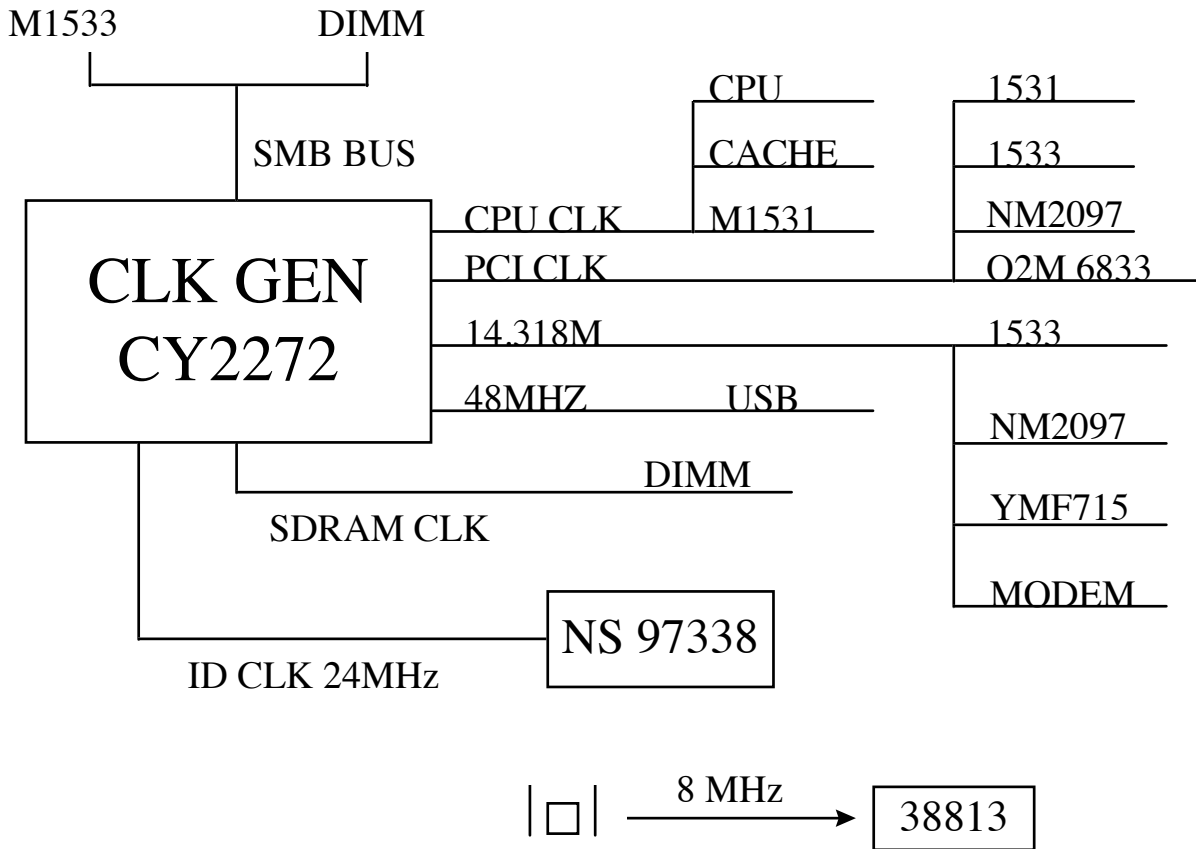 M1533 DIMM
CPU 1531
SMB BUS CACHE 1533
CPU CLK M1531 NM2097
CLK GEN
CY2272
PCI CLK O2M 6833
14.318M 1533
48MHZ USB
NM2097
DIMM
SDRAM CLK YMF715
MODEM
NS 97338
ID CLK 24MHz
8 MHz
38813